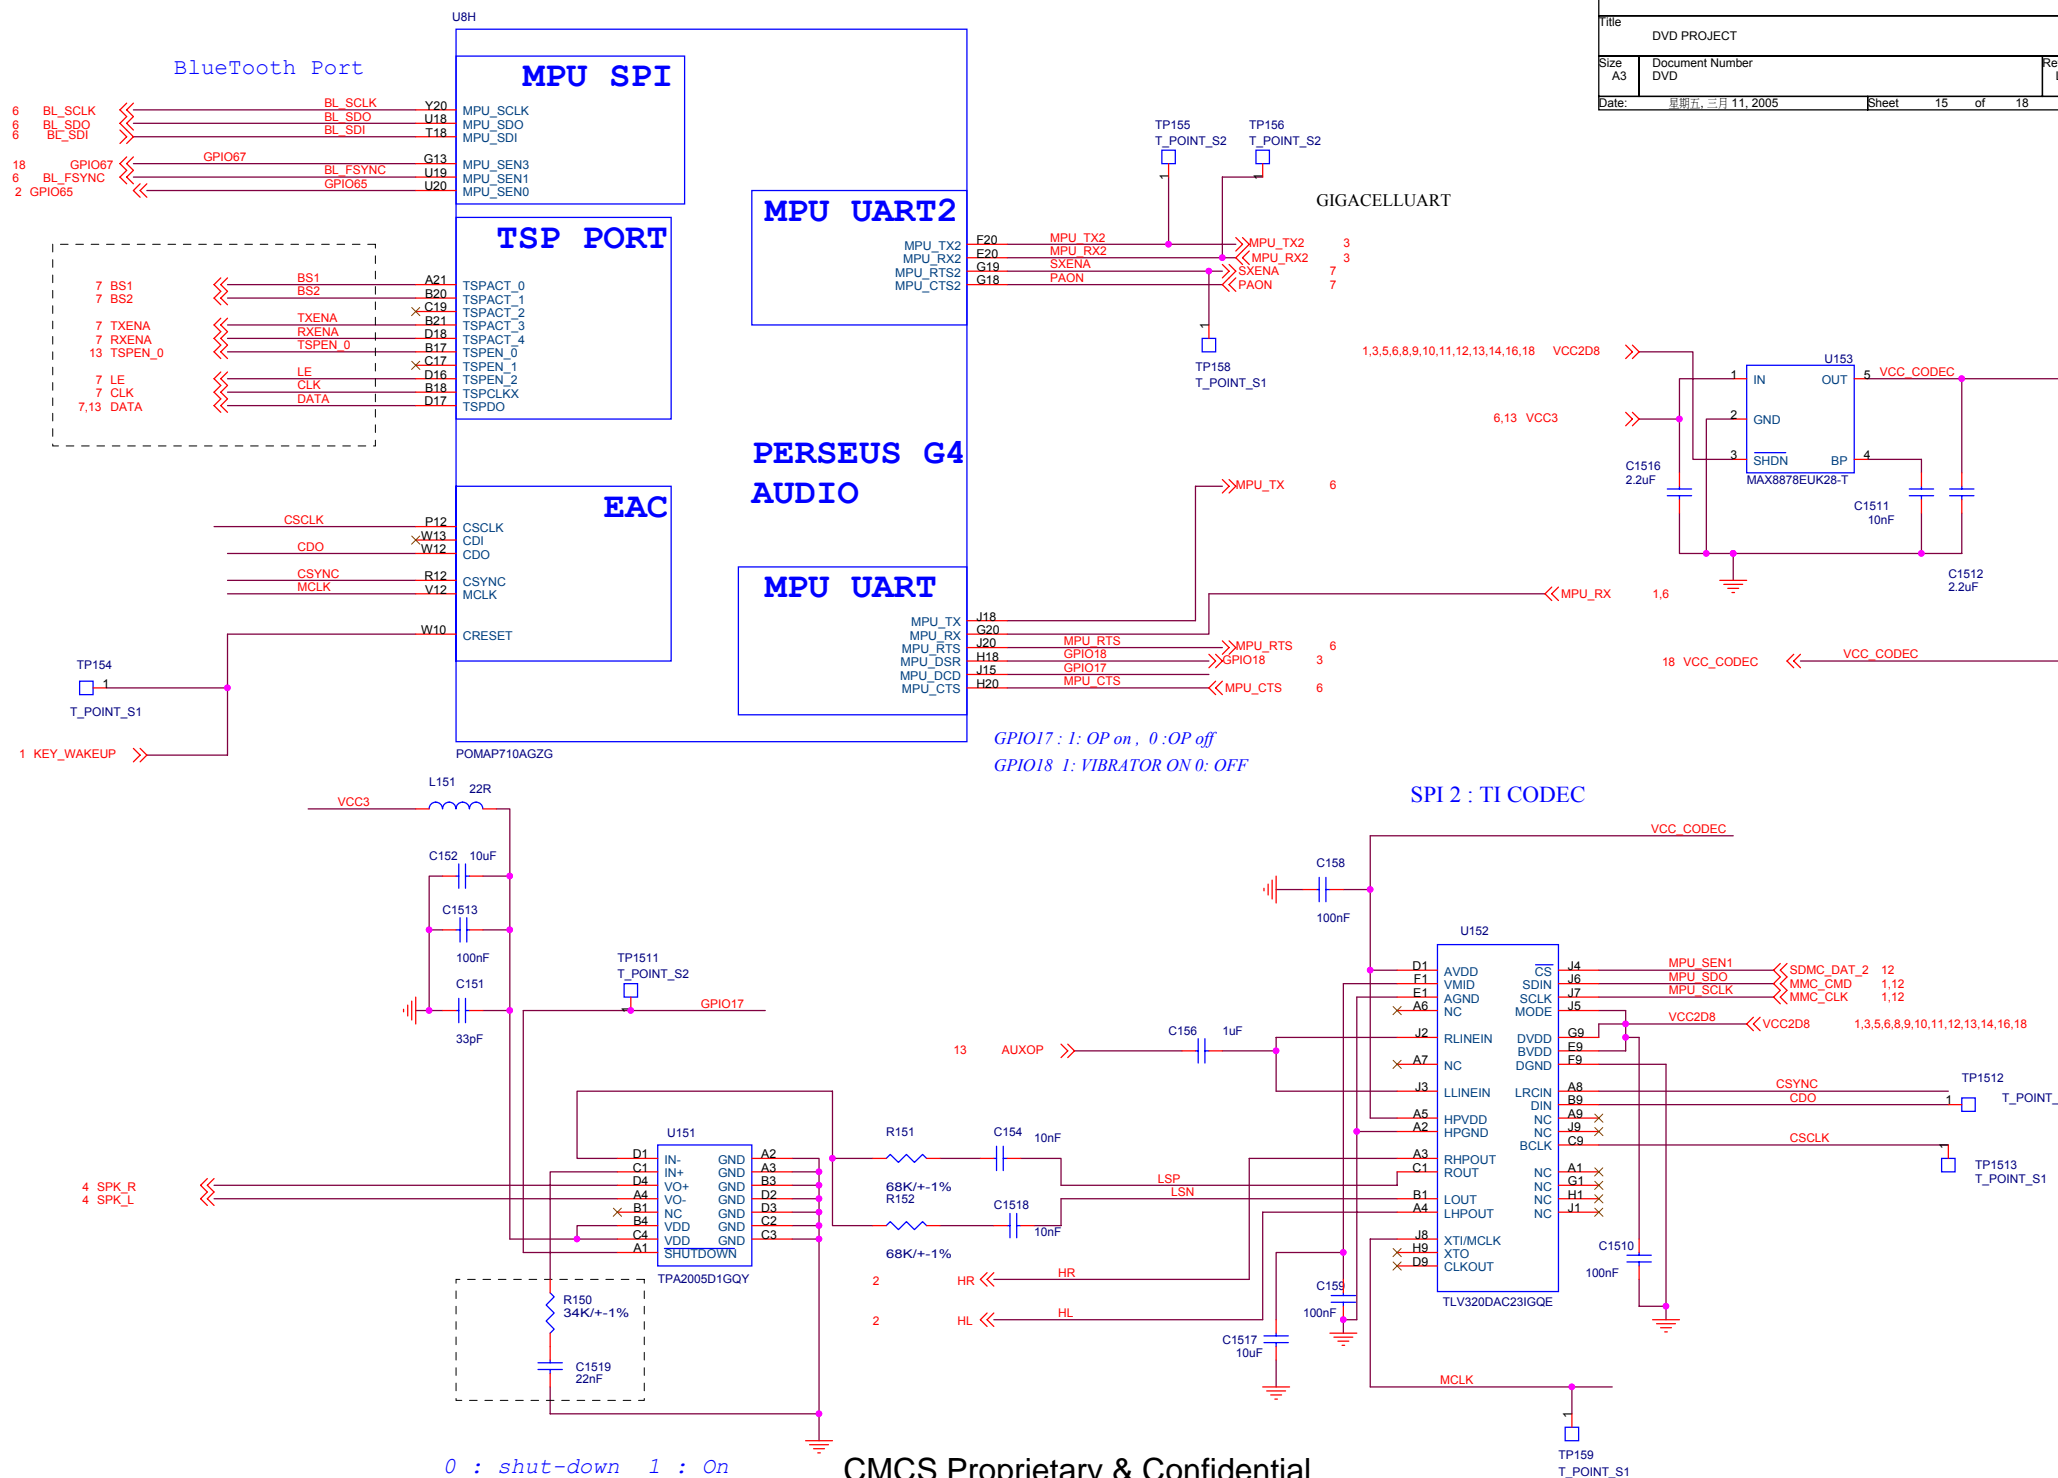 U8H
Title
DVD PROJECT
Size
A3
Document Number
DVD
Date:
星期五, 三月 11, 2005
Sheet 15 of 18
BlueTooth Port
MPU SPI
6 BL_SCLK BL_SCLK Y20 MPU_SCLK
6 BL_SDO BL_SDO U18 MPU_SDO
6 BL_SDI BL_SDI T18 MPU_SDI
18 GPIO67 GPIO67 G13 MPU_SEN3
6 BL_FSYNC BL_FSYNC U19 MPU_SEN1
2 GPIO65 GPIO65 U20 MPU_SEN0
TSP PORT
7 BS1 BS1 A21 TSPACT_0
7 BS2 BS2 B20 TSPACT_1
C19 TSPACT_2
7 TXENA TXENA B21 TSPACT_3
7 RXENA RXENA D18 TSPACT_4
13 TSPEN_0 TSPEN_0 B17 TSPEN_0
C17 TSPEN_1
7 LE LE D16 TSPEN_2
7 CLK CLK B18 TSPCLKX
7,13 DATA DATA D17 TSPDO
EAC
CSCLK P12 CSCLK
W13 CDI
CDO W12 CDO
CSYNC R12 CSYNC
MCLK V12 MCLK
W10 CRESET
TP154
1
T_POINT_S1
1 KEY_WAKEUP
POMAP710AGZG
PERSEUS G4
AUDIO
MPU UART2
MPU_TX2 F20 MPU_TX2 MPU_TX2 3
MPU_RX2 E20 MPU_RX2 MPU_RX2 3
MPU_RTS2 G19 SXENA SXENA 7
MPU_CTS2 G18 PAON PAON 7
TP155
T_POINT_S2
1
TP156
T_POINT_S2
1
GIGACELLUART
1
TP158
T_POINT_S1
MPU UART
MPU_TX J18 MPU_TX 6
MPU_RX G20 MPU_RX 1,6
MPU_RTS J20 MPU_RTS MPU_RTS 6
MPU_DSR H18 GPIO18 GPIO18 3
MPU_DCD J15 GPIO17
MPU_CTS H20 MPU_CTS MPU_CTS 6
GPIO17 : 1: OP on , 0 :OP off
GPIO18 1: VIBRATOR ON 0: OFF
1,3,5,6,8,9,10,11,12,13,14,16,18 VCC2D8
6,13 VCC3
U153
1 IN OUT 5 VCC_CODEC
2 GND
3 SHDN BP 4
MAX8878EUK28-T
C1516
2.2uF
C1511
10nF
C1512
2.2uF
18 VCC_CODEC VCC_CODEC
L151
22R
VCC3
C152 10uF
C1513
100nF
C151
33pF
TP1511
T_POINT_S2
1
GPIO17
U151
D1 IN- GND A2
C1 IN+ GND A3
D4 VO+ GND B3
A4 VO- GND D2
B1 NC GND D3
B4 VDD GND C2
C4 VDD GND C3
A1 SHUTDOWN
TPA2005D1GQY
4 SPK_R
4 SPK_L
R150
34K/+-1%
C1519
22nF
0 : shut-down 1 : On
R151
68K/+-1%
C154 10nF
R152
68K/+-1%
C1518
10nF
LSP
LSN
2 HR HR
2 HL HL
13 AUXOP
C156 1uF
SPI 2 : TI CODEC
VCC_CODEC
C158
100nF
U152
D1 AVDD CS J4 MPU_SEN1 SDMC_DAT_2 12
F1 VMID SDIN J6 MPU_SDO MMC_CMD 1,12
E1 AGND SCLK J7 MPU_SCLK MMC_CLK 1,12
A6 NC MODE J5
VCC2D8 VCC2D8 1,3,5,6,8,9,10,11,12,13,14,16,18
J2 RLINEIN DVDD G9
BVDD E9
A7 NC DGND F9
J3 LLINEIN LRCIN A8 CSYNC
DIN B9 CDO
A5 HPVDD NC A9
A2 HPGND NC J9
BCLK C9 CSCLK
A3 RHPOUT
C1 ROUT NC A1
NC G1
B1 LOUT NC H1
A4 LHPOUT NC J1
J8 XTI/MCLK
H9 XTO
D9 CLKOUT
TLV320DAC23IGQE
TP1512
1
T_POINT_
1
TP1513
T_POINT_S1
C1510
100nF
C159
100nF
C1517
10uF
MCLK
1
TP159
T_POINT_S1
CMCS Proprietary & Confidential